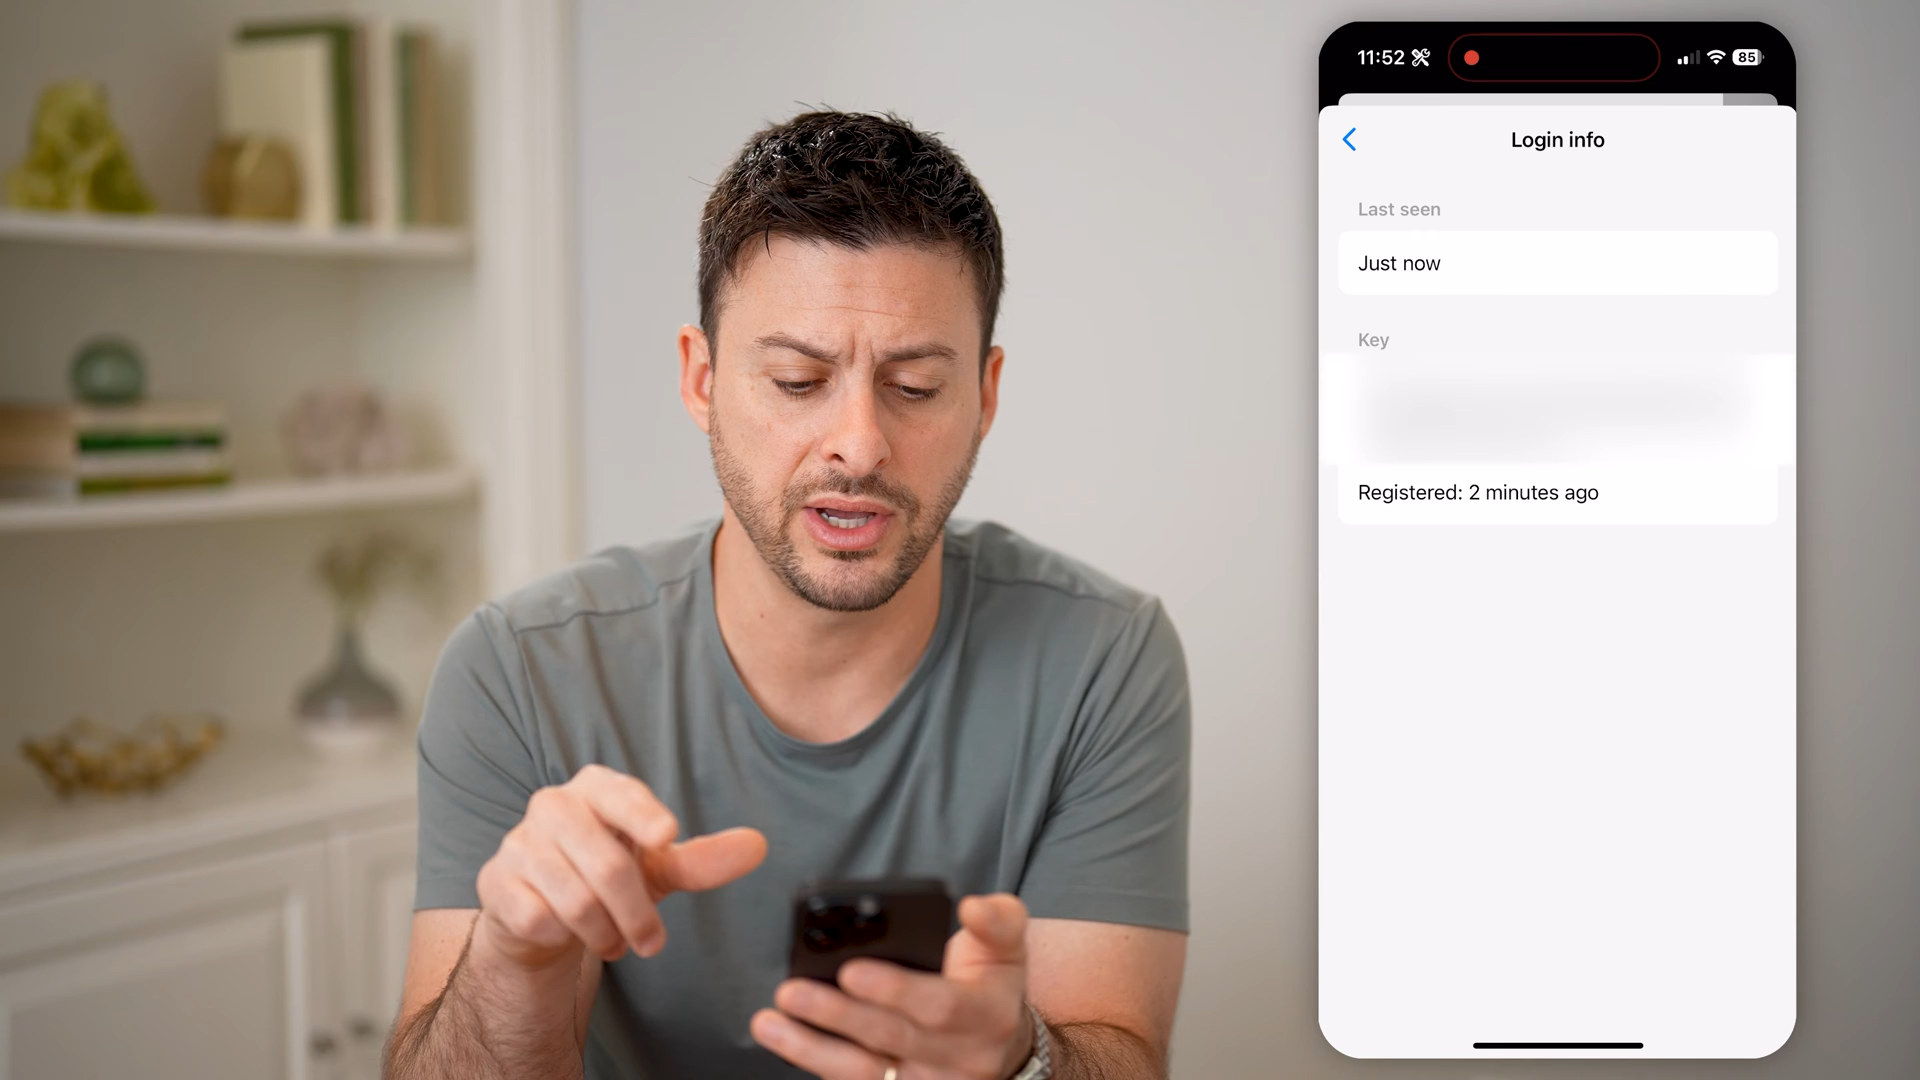 11:52
85
Login info
Last seen
Just now
Key
Registered: 2 minutes ago